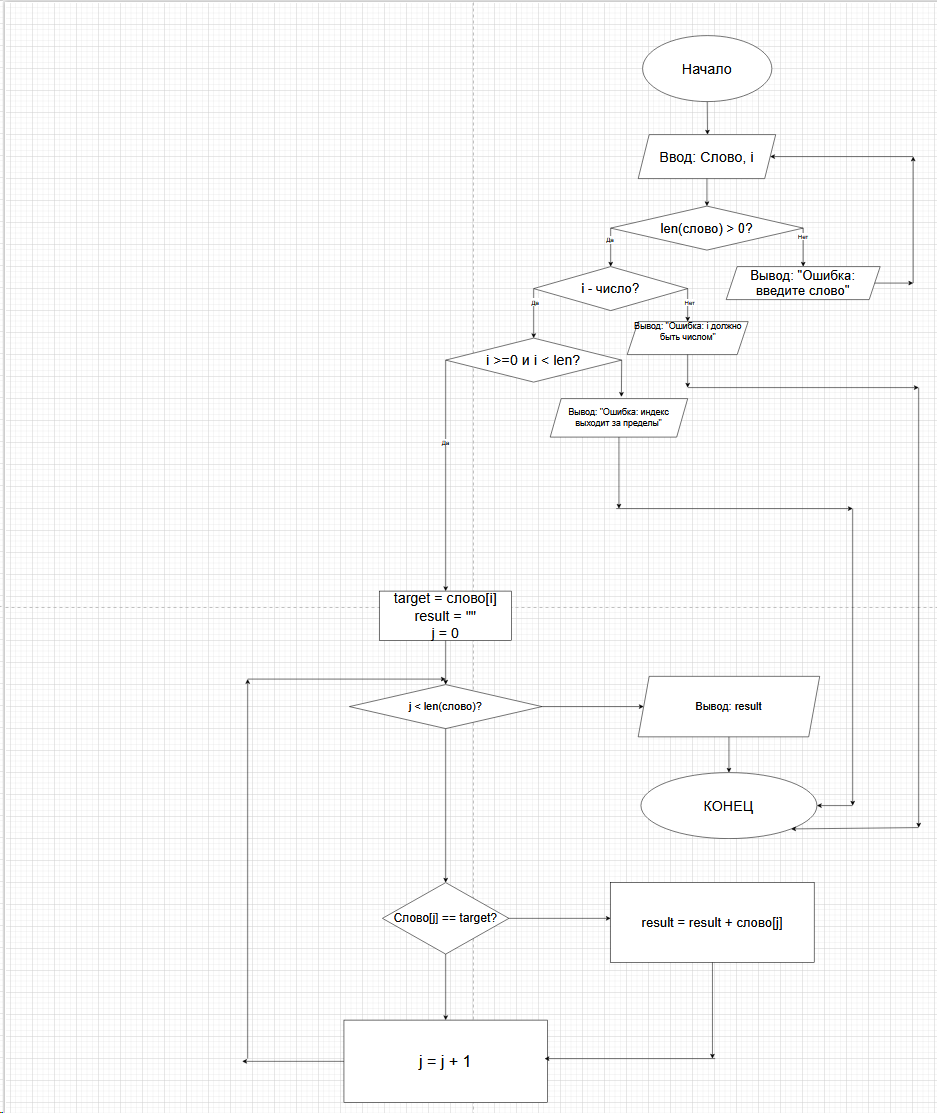 Начало
Ввод: Слово, i
len(слово) > 0?
Да
Нет
Вывод: "Ошибка:
введите слово"
i - число?
Да
Нет
Вывод: "Ошибка: i должно
быть числом"
i >=0 и i < len?
Вывод: "Ошибка: индекс
выходит за пределы"
Да
target = слово[i]
result = ""
j = 0
j < len(слово)?
Вывод: result
КОНЕЦ
Слово[j] == target?
result = result + слово[j]
j = j + 1